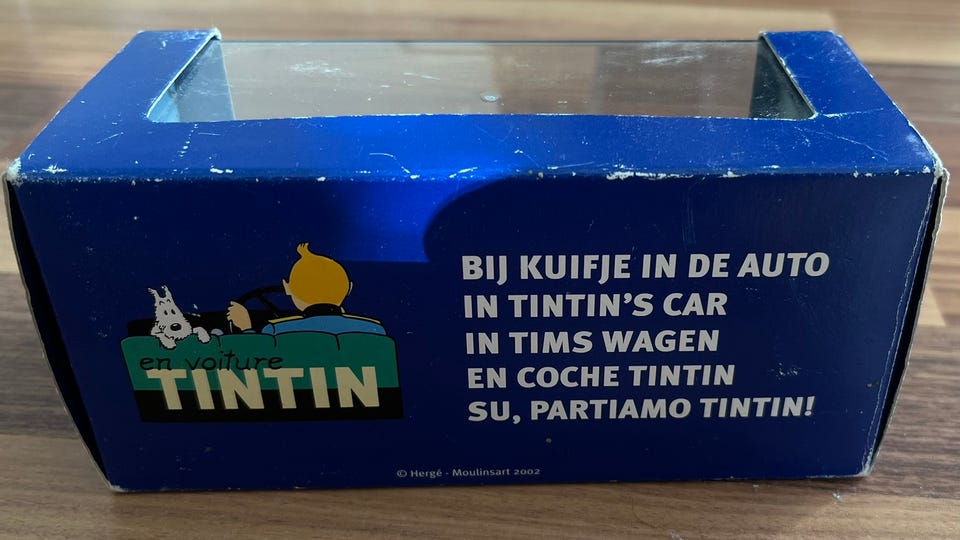 en voiture
TINTIN
BIJ KUIFJE IN DE AUTO
IN TINTIN'S CAR
IN TIMS WAGEN
EN COCHE TINTIN
SU, PARTIAMO TINTIN!
© Hergé - Moulinsart 2002